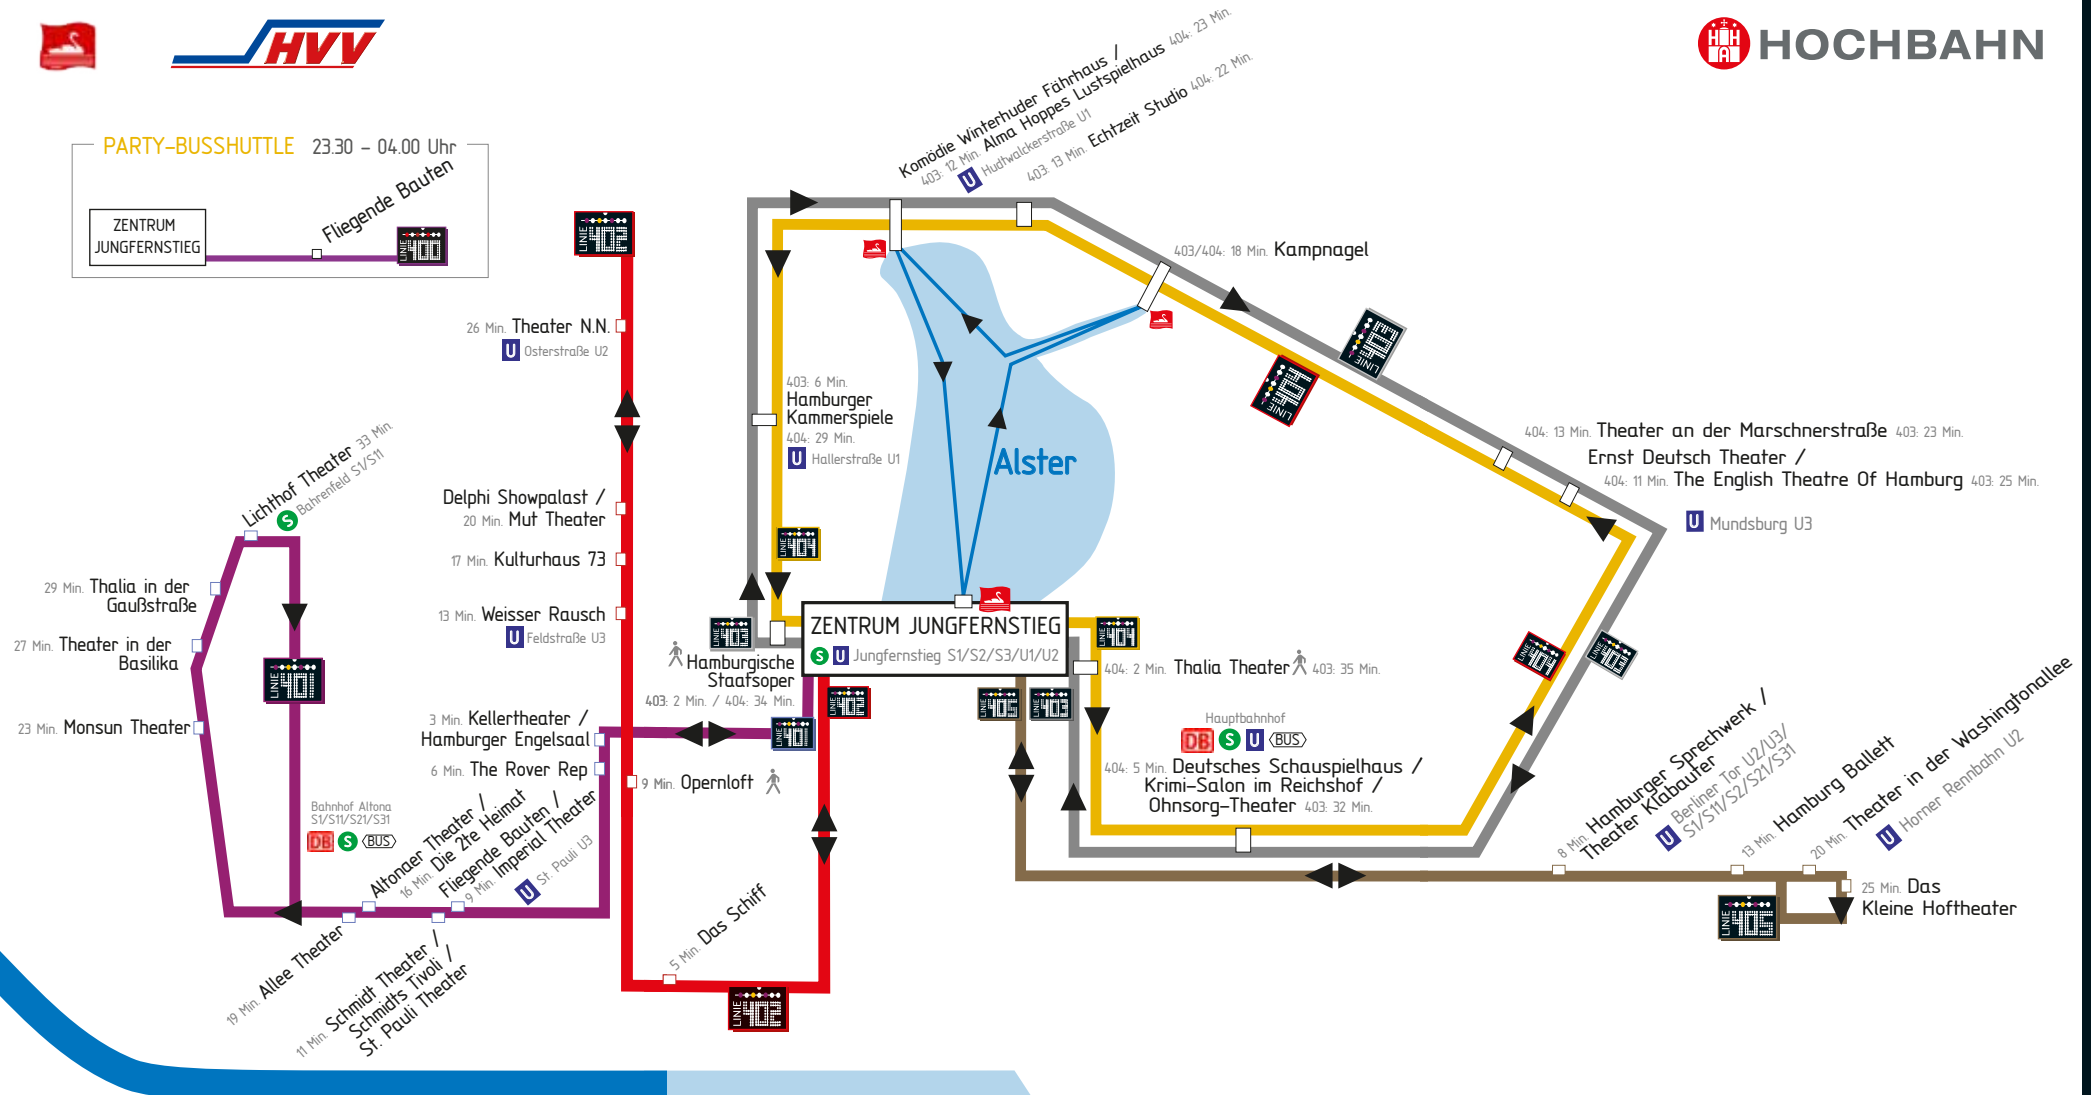 HVV
HOCHBAHN
PARTY-BUSSHUTTLE 23.30 - 04.00 Uhr
ZENTRUM
JUNGFERNSTIEG
Fliegende Bauten
LINIE 400
LINIE 402
26 Min. Theater N.N.
U Osterstraße U2
Delphi Showpalast /
20 Min. Mut Theater
17 Min. Kulturhaus 73
13 Min. Weisser Rausch
U Feldstraße U3
Komödie Winterhuder Fährhaus /
403: 12 Min. Alma Hoppes Lustspielhaus 404: 23 Min.
U Hudtwalckerstraße U1
403: 13 Min. Echtzeit Studio 404: 22 Min.
403/404: 18 Min. Kampnagel
LINIE 403
LINIE 404
403: 6 Min.
Hamburger
Kammerspiele
404: 29 Min.
U Hallerstraße U1
Alster
404: 13 Min. Theater an der Marschnerstraße 403: 23 Min.
Ernst Deutsch Theater /
404: 11 Min. The English Theatre Of Hamburg 403: 25 Min.
U Mundsburg U3
Lichthof Theater 33 Min.
S Bahrenfeld S1/S11
29 Min. Thalia in der
Gaußstraße
27 Min. Theater in der
Basilika
23 Min. Monsun Theater
LINIE 401
LINIE 404
LINIE 403
ZENTRUM JUNGFERNSTIEG
S U Jungfernstieg S1/S2/S3/U1/U2
LINIE 404
Hamburgische
Staatsoper
403: 2 Min. / 404: 34 Min.
404: 2 Min. Thalia Theater 403: 35 Min.
LINIE 402
LINIE 405
LINIE 403
LINIE 404
LINIE 403
3 Min. Kellertheater /
Hamburger Engelsaal
LINIE 401
6 Min. The Rover Rep
9 Min. Opernloft
Hauptbahnhof
DB S U BUS
404: 5 Min. Deutsches Schauspielhaus /
Krimi-Salon im Reichshof /
Ohnsorg-Theater 403: 32 Min.
Bahnhof Altona
S1/S11/S21/S31
DB S BUS
Altonaer Theater /
16 Min. Die 2te Heimat
Fliegende Bauten /
9 Min. Imperial Theater
U St. Pauli U3
19 Min. Allee Theater
11 Min. Schmidt Theater /
Schmidts Tivoli /
St. Pauli Theater
5 Min. Das Schiff
LINIE 402
8 Min. Hamburger Sprechwerk /
Theater Klabauter
U Berliner Tor U2/U3/
S1/S11/S2/S21/S31
13 Min. Hamburg Ballett
20 Min. Theater in der Washingtonallee
U Horner Rennbahn U2
25 Min. Das
Kleine Hoftheater
LINIE 405